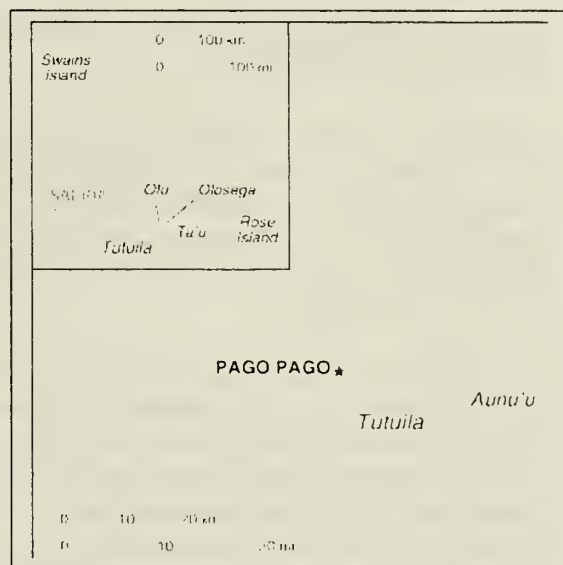 0 100 km
Swains
island
0 100 mi
Ofu Olosega
Ta'u
Rose
island
Tutuila
PAGO PAGO
Aunu'u
Tutuila
0 10 20 km
0 10 20 mi